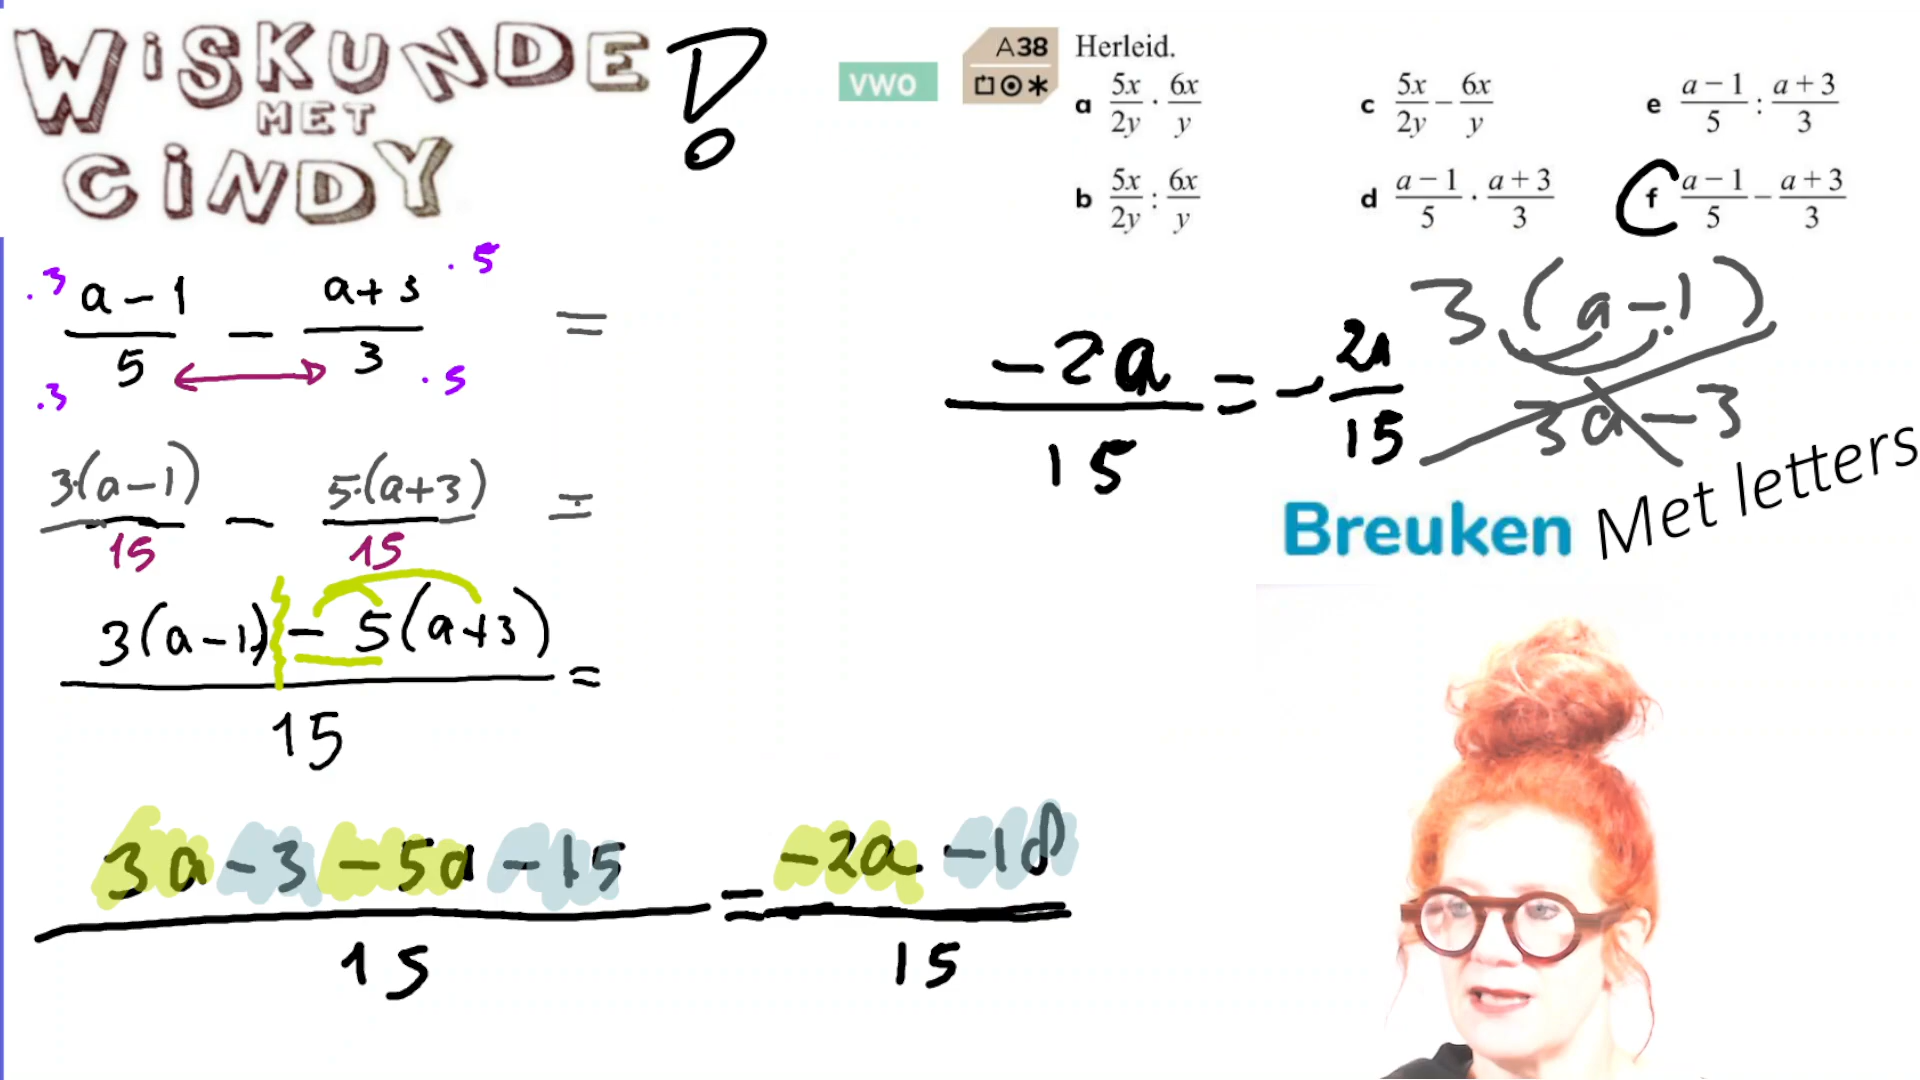 WiSKUNDE
MET
CiNDY
!
VWO
A38
Herleid.
a 5x/2y · 6x/y
c 5x/2y − 6x/y
e a − 1/5 : a + 3/3
b 5x/2y : 6x/y
d a − 1/5 · a + 3/3
f a − 1/5 − a + 3/3
.3 a − 1/5 .3 − a+3/3 .5 .5 =
3·(a−1)/15 − 5·(a+3)/15 =
3(a−1) − 5(a+3)/15 =
3a − 3 − 5a − 15/15 = −2a − 18/15
−2a/15 = − 2a/15
3(a−1)
3a − 3
Breuken Met letters